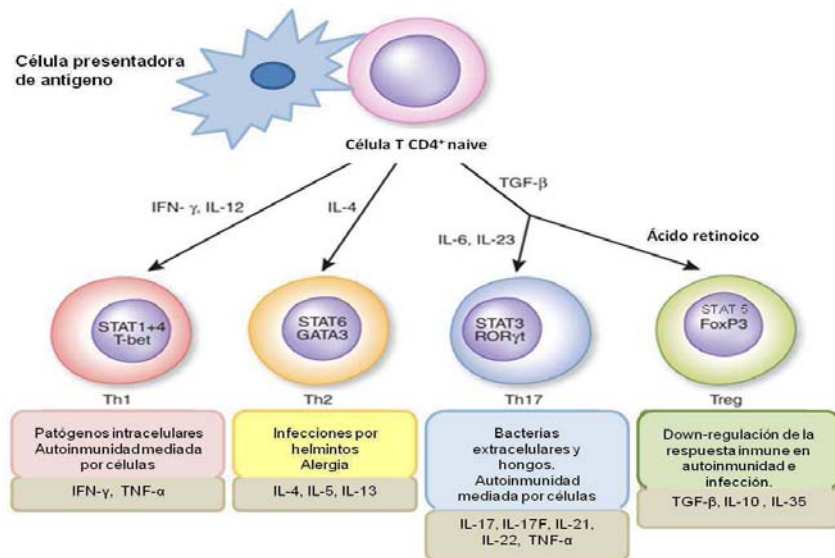 Célula presentadora
de antígeno
Célula T CD4+ naive
TGF-β
IFN- γ, IL-12
IL-4
IL-6, IL-23
Ácido retinoico
STAT1+4
T-bet
STAT6
GATA3
STAT3
RORγt
STAT 5
FoxP3
Th1
Th2
Th17
Treg
Patógenos intracelulares
Autoinmunidad mediada
por células
IFN-γ, TNF-α
Infecciones por
helmintos
Alergia
IL-4, IL-5, IL-13
Bacterias
extracelulares y
hongos.
Autoinmunidad
mediada por células
IL-17, IL-17F, IL-21,
IL-22, TNF-α
Down-regulación de la
respuesta inmune en
autoinmunidad e
infección.
TGF-β, IL-10 , IL-35